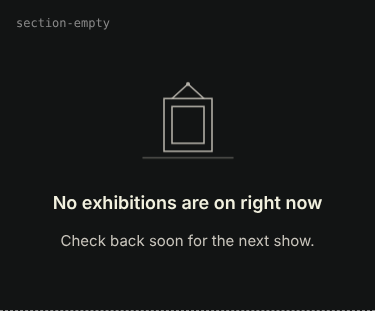 section-empty
No exhibitions are on right now
Check back soon for the next show.